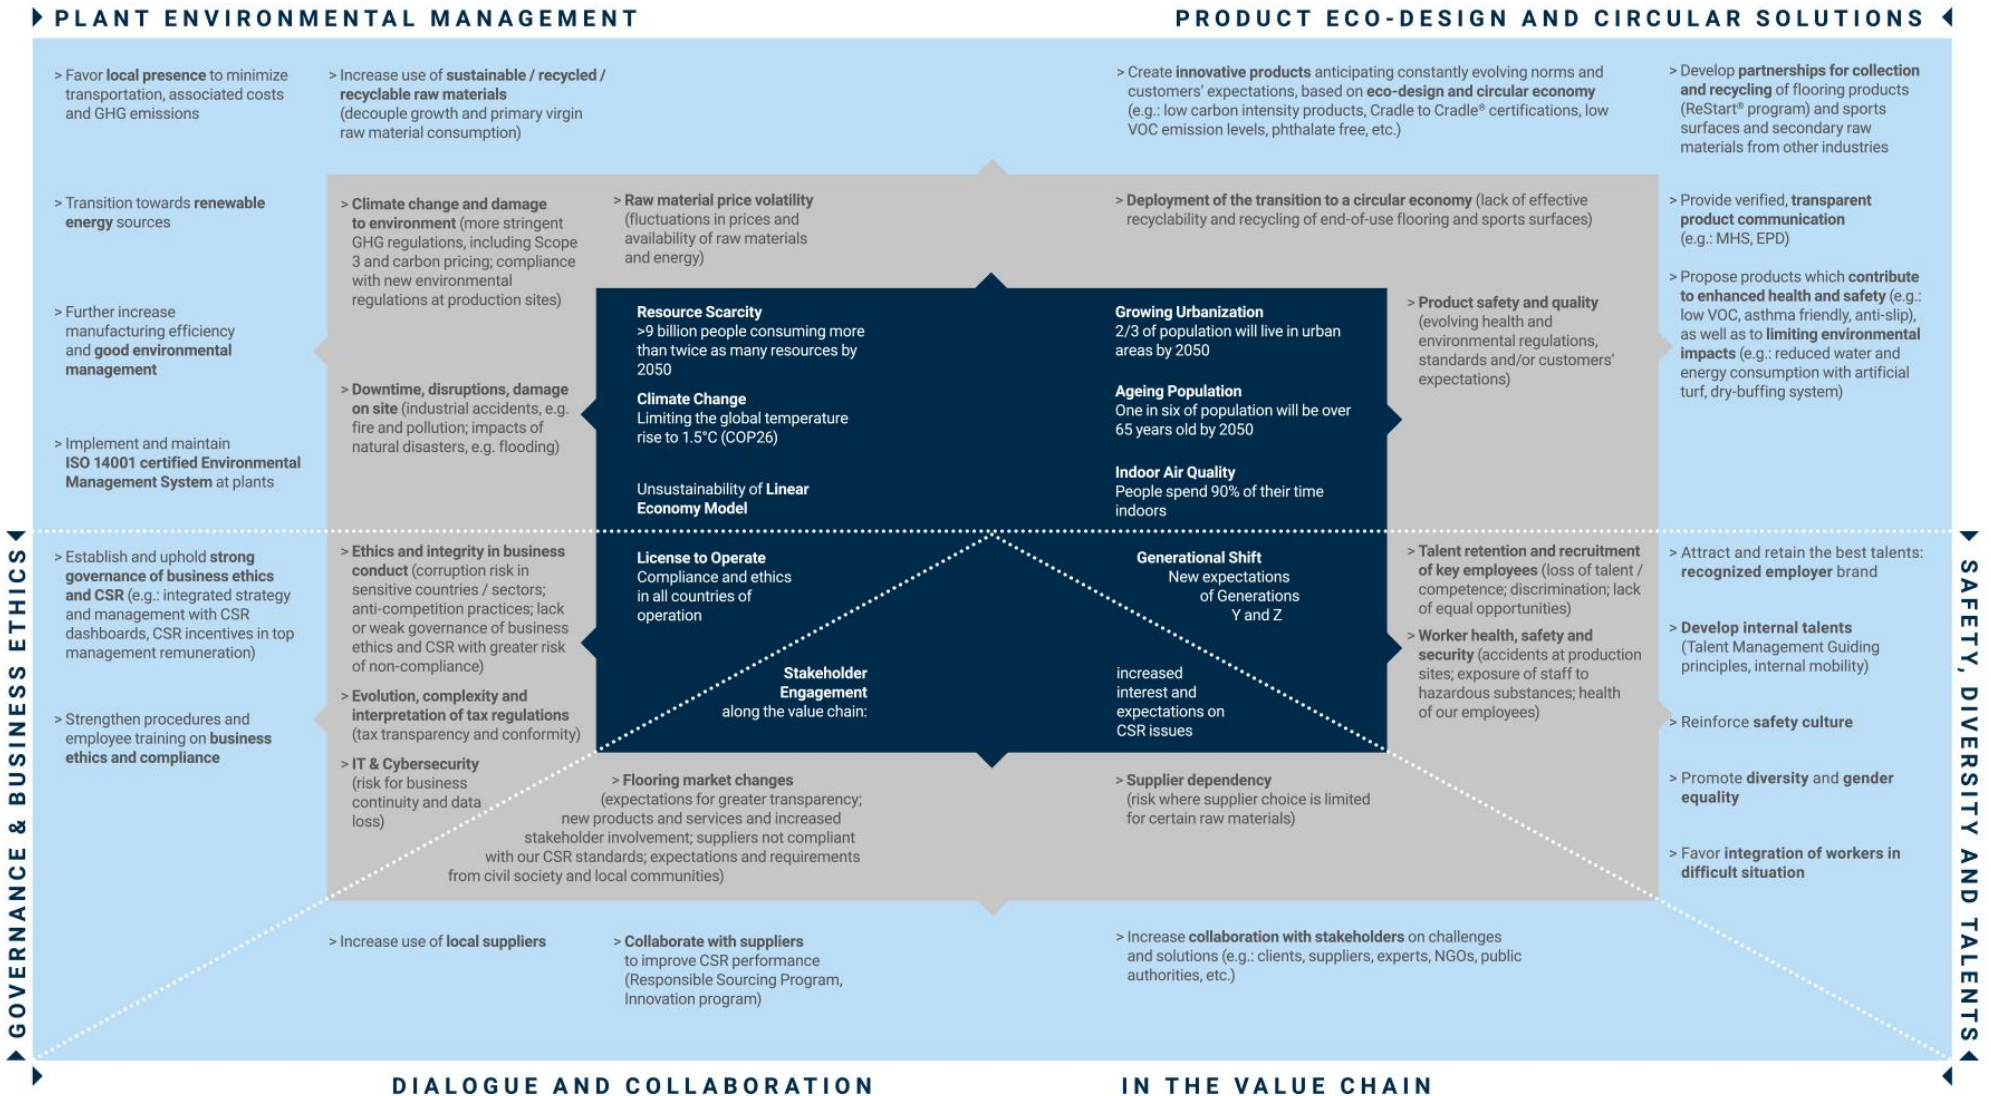 PLANT ENVIRONMENTAL MANAGEMENT
PRODUCT ECO-DESIGN AND CIRCULAR SOLUTIONS
> Favor local presence to minimize
transportation, associated costs
and GHG emissions
> Increase use of sustainable / recycled /
recyclable raw materials
(decouple growth and primary virgin
raw material consumption)
> Create innovative products anticipating constantly evolving norms and
customers’ expectations, based on eco-design and circular economy
(e.g.: low carbon intensity products, Cradle to Cradle® certifications, low
VOC emission levels, phthalate free, etc.)
> Develop partnerships for collection
and recycling of flooring products
(ReStart® program) and sports
surfaces and secondary raw
materials from other industries
> Transition towards renewable
energy sources
> Further increase
manufacturing efficiency
and good environmental
management
> Implement and maintain
ISO 14001 certified Environmental
Management System at plants
> Climate change and damage
to environment (more stringent
GHG regulations, including Scope
3 and carbon pricing; compliance
with new environmental
regulations at production sites)
> Downtime, disruptions, damage
on site (industrial accidents, e.g.
fire and pollution; impacts of
natural disasters, e.g. flooding)
> Raw material price volatility
(fluctuations in prices and
availability of raw materials
and energy)
> Deployment of the transition to a circular economy (lack of effective
recyclability and recycling of end-of-use flooring and sports surfaces)
> Product safety and quality
(evolving health and
environmental regulations,
standards and/or customers’
expectations)
> Provide verified, transparent
product communication
(e.g.: MHS, EPD)
> Propose products which contribute
to enhanced health and safety (e.g.:
low VOC, asthma friendly, anti-slip),
as well as to limiting environmental
impacts (e.g.: reduced water and
energy consumption with artificial
turf, dry-buffing system)
Resource Scarcity
>9 billion people consuming more
than twice as many resources by
2050
Climate Change
Limiting the global temperature
rise to 1.5°C (COP26)
Unsustainability of Linear
Economy Model
Growing Urbanization
2/3 of population will live in urban
areas by 2050
Ageing Population
One in six of population will be over
65 years old by 2050
Indoor Air Quality
People spend 90% of their time
indoors
GOVERNANCE & BUSINESS ETHICS
> Establish and uphold strong
governance of business ethics
and CSR (e.g.: integrated strategy
and management with CSR
dashboards, CSR incentives in top
management remuneration)
> Strengthen procedures and
employee training on business
ethics and compliance
> Ethics and integrity in business
conduct (corruption risk in
sensitive countries / sectors;
anti-competition practices; lack
or weak governance of business
ethics and CSR with greater risk
of non-compliance)
> Evolution, complexity and
interpretation of tax regulations
(tax transparency and conformity)
> IT & Cybersecurity
(risk for business
continuity and data
loss)
License to Operate
Compliance and ethics
in all countries of
operation
Generational Shift
New expectations
of Generations
Y and Z
Stakeholder
Engagement
along the value chain:
increased
interest and
expectations on
CSR issues
> Talent retention and recruitment
of key employees (loss of talent /
competence; discrimination; lack
of equal opportunities)
> Worker health, safety and
security (accidents at production
sites; exposure of staff to
hazardous substances; health
of our employees)
> Attract and retain the best talents:
recognized employer brand
> Develop internal talents
(Talent Management Guiding
principles, internal mobility)
> Reinforce safety culture
> Promote diversity and gender
equality
> Favor integration of workers in
difficult situation
SAFETY, DIVERSITY AND TALENTS
> Flooring market changes
(expectations for greater transparency;
new products and services and increased
stakeholder involvement; suppliers not compliant
with our CSR standards; expectations and requirements
from civil society and local communities)
> Supplier dependency
(risk where supplier choice is limited
for certain raw materials)
> Increase use of local suppliers
> Collaborate with suppliers
to improve CSR performance
(Responsible Sourcing Program,
Innovation program)
> Increase collaboration with stakeholders on challenges
and solutions (e.g.: clients, suppliers, experts, NGOs, public
authorities, etc.)
DIALOGUE AND COLLABORATION
IN THE VALUE CHAIN